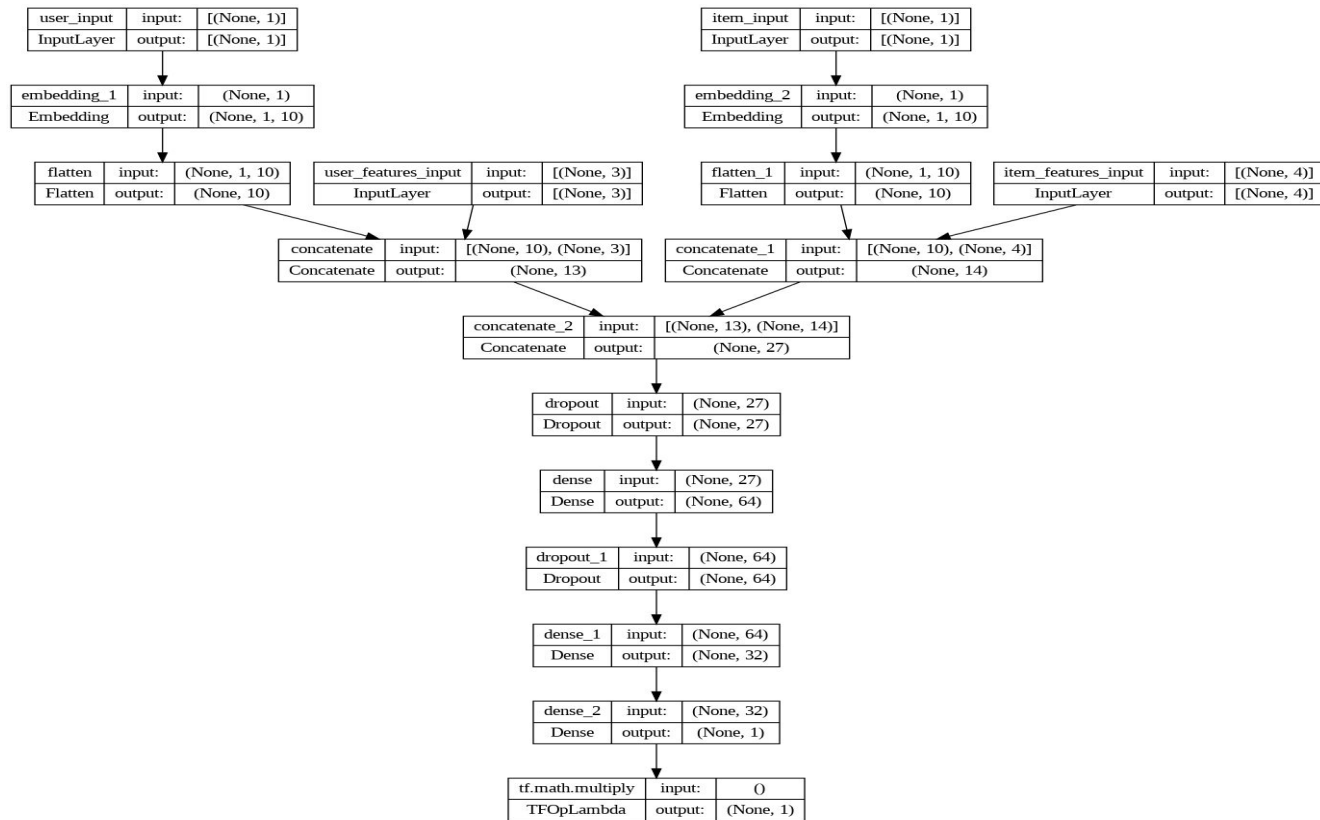 user_input input: [(None, 1)] item_input input: [(None, 1)]
InputLayer output: [(None, 1)] InputLayer output: [(None, 1)]
embedding_1 input: (None, 1) embedding_2 input: (None, 1)
Embedding output: (None, 1, 10) Embedding output: (None, 1, 10)
flatten input: (None, 1, 10) user_features_input input: [(None, 3)] flatten_1 input: (None, 1, 10) item_features_input input: [(None, 4)]
Flatten output: (None, 10) InputLayer output: [(None, 3)] Flatten output: (None, 10) InputLayer output: [(None, 4)]
concatenate input: [(None, 10), (None, 3)] concatenate_1 input: [(None, 10), (None, 4)]
Concatenate output: (None, 13) Concatenate output: (None, 14)
concatenate_2 input: [(None, 13), (None, 14)]
Concatenate output: (None, 27)
dropout input: (None, 27)
Dropout output: (None, 27)
dense input: (None, 27)
Dense output: (None, 64)
dropout_1 input: (None, 64)
Dropout output: (None, 64)
dense_1 input: (None, 64)
Dense output: (None, 32)
dense_2 input: (None, 32)
Dense output: (None, 1)
tf.math.multiply input: ()
TFOpLambda output: (None, 1)